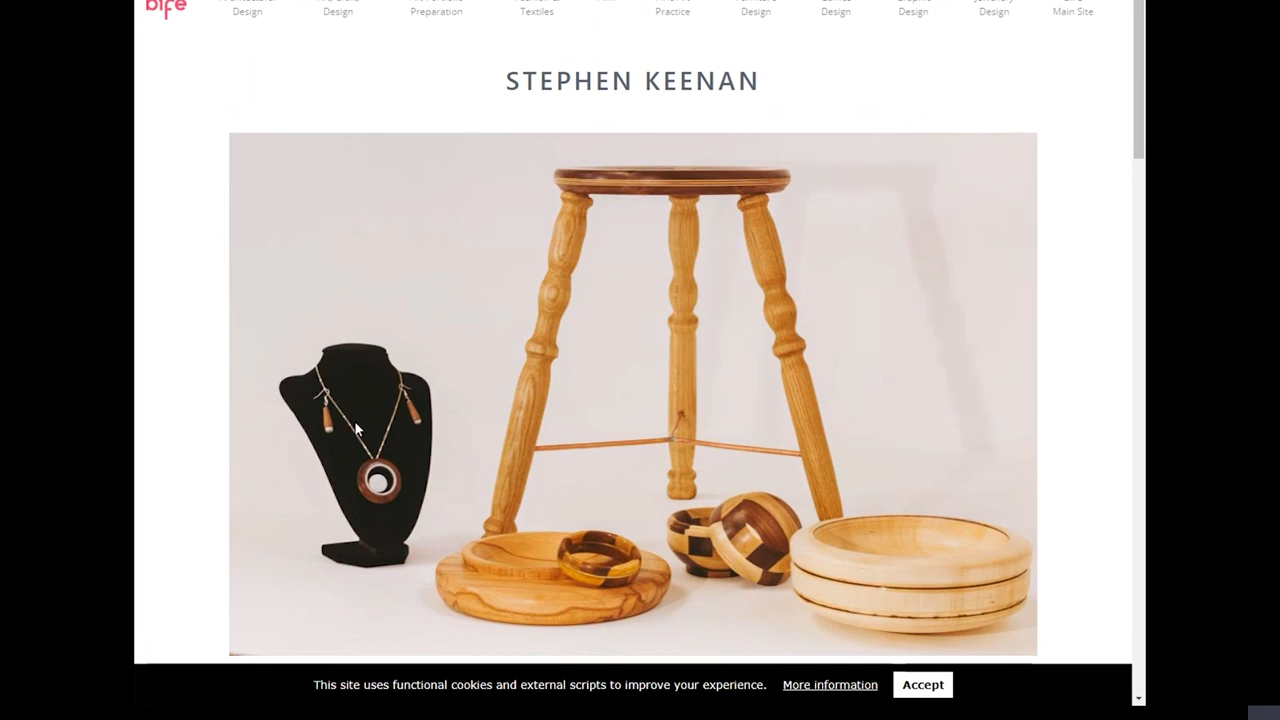 bife
Design
Design
Preparation
Textiles
Practice
Design
Design
Design
Design
Main Site
STEPHEN KEENAN
This site uses functional cookies and external scripts to improve your experience. More information Accept